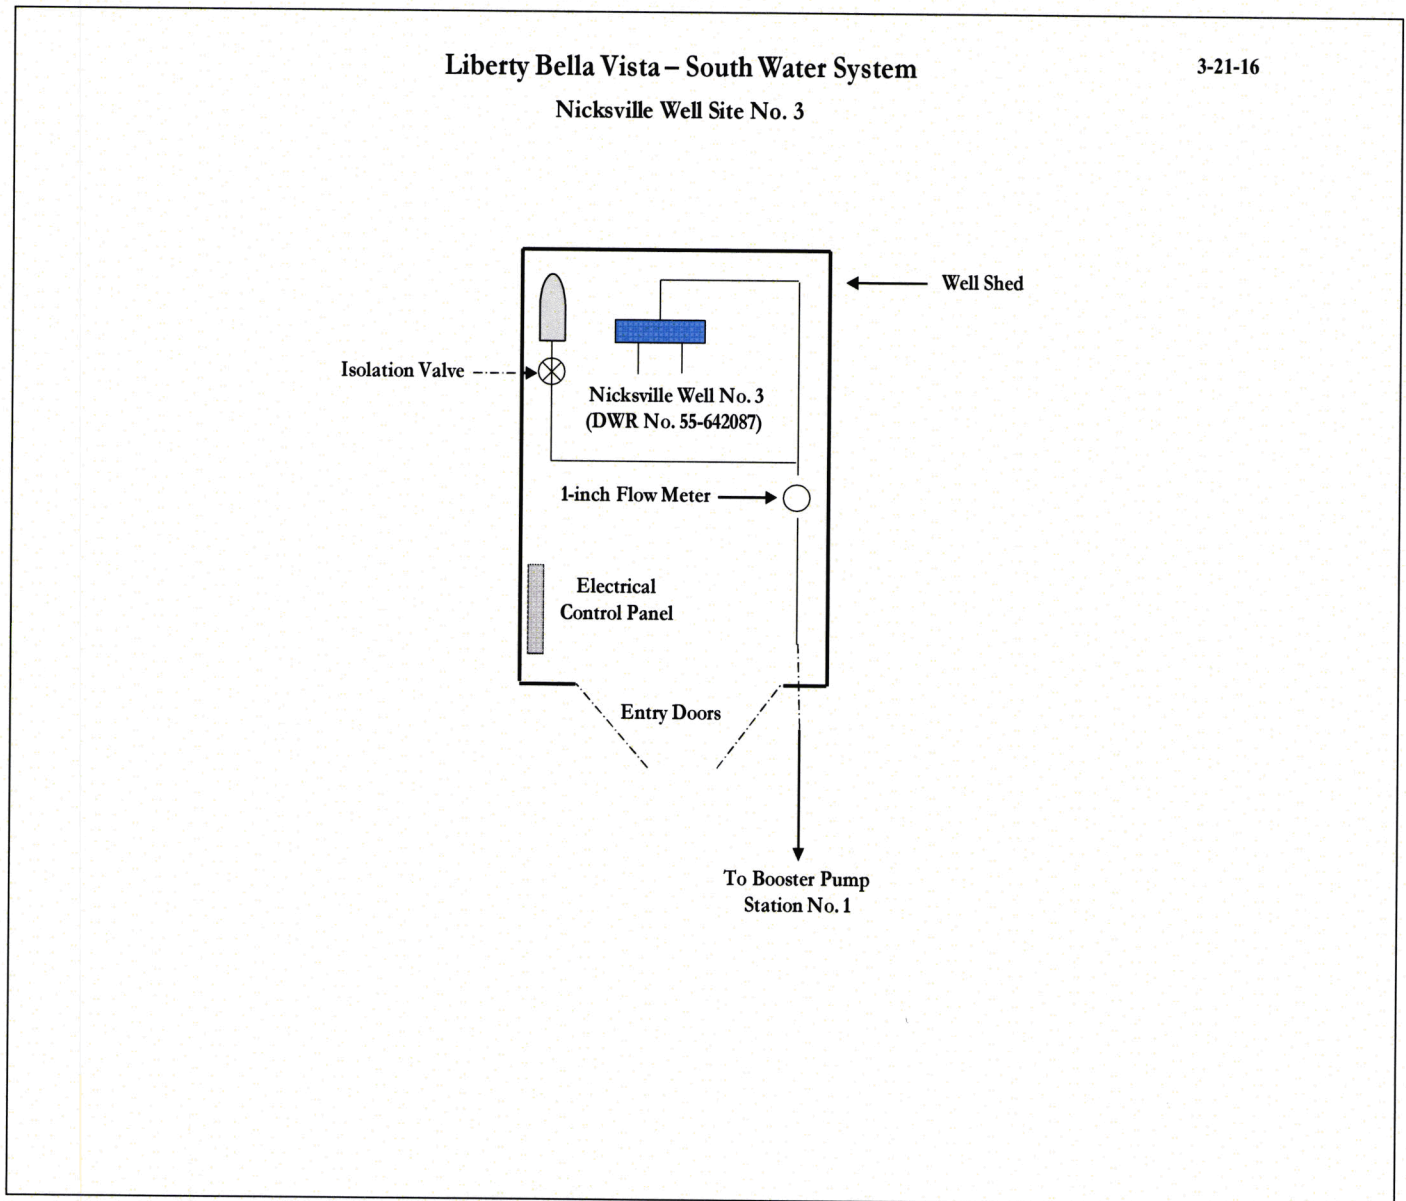 Liberty Bella Vista – South Water System
3-21-16
Nicksville Well Site No. 3
Well Shed
Isolation Valve
Nicksville Well No. 3
(DWR No. 55-642087)
1-inch Flow Meter
Electrical
Control Panel
Entry Doors
To Booster Pump
Station No. 1